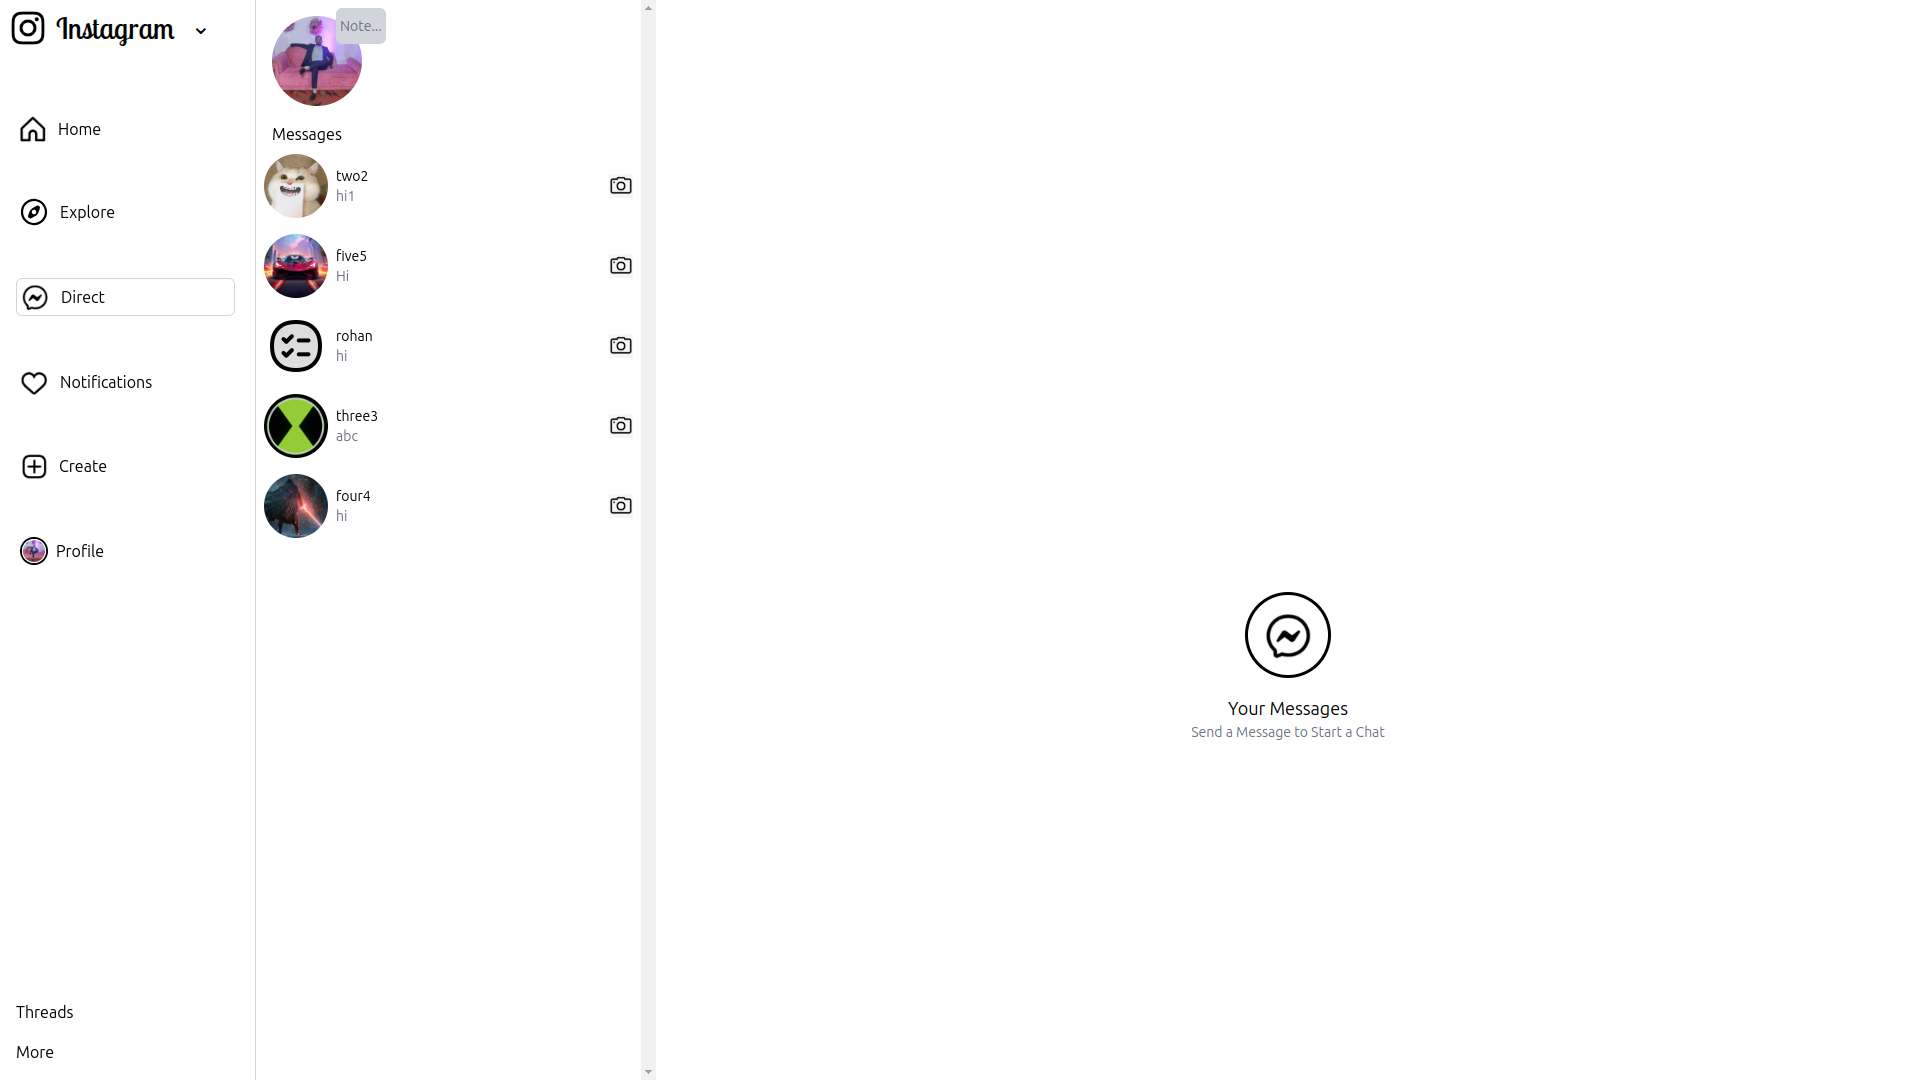 Instagram
Home
Explore
Direct
Notifications
Create
Profile
Threads
More
Note...
Messages
two2
hi1
five5
Hi
rohan
hi
three3
abc
four4
hi
Your Messages
Send a Message to Start a Chat